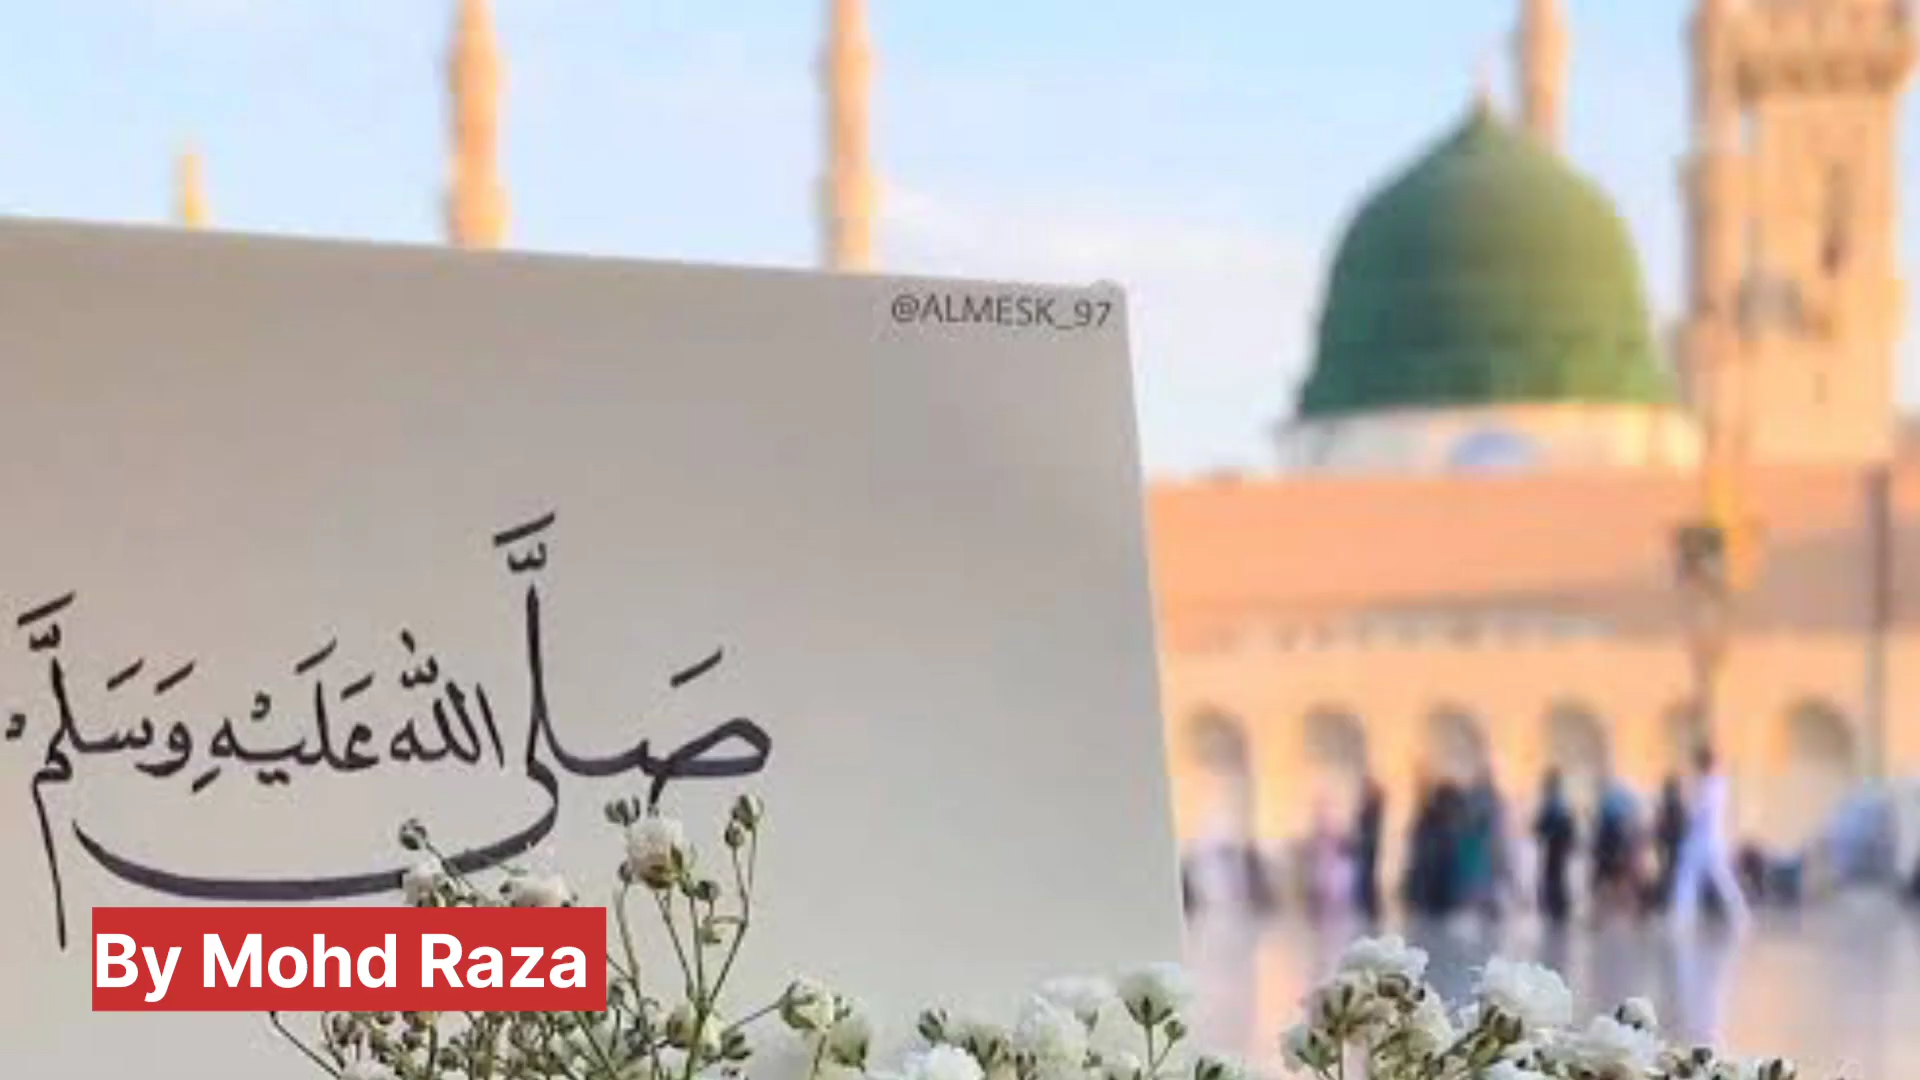 @ALMESK_97
صَلَّى اللّٰه عَلَيْهِ وَسَلَّمْ
By Mohd Raza